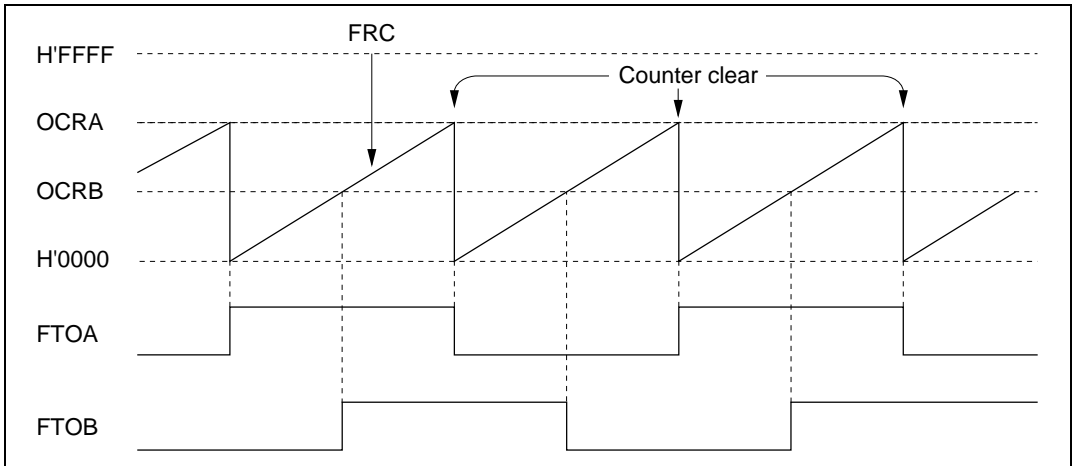 FRC
H'FFFF
Counter clear
OCRA
OCRB
H'0000
FTOA
FTOB